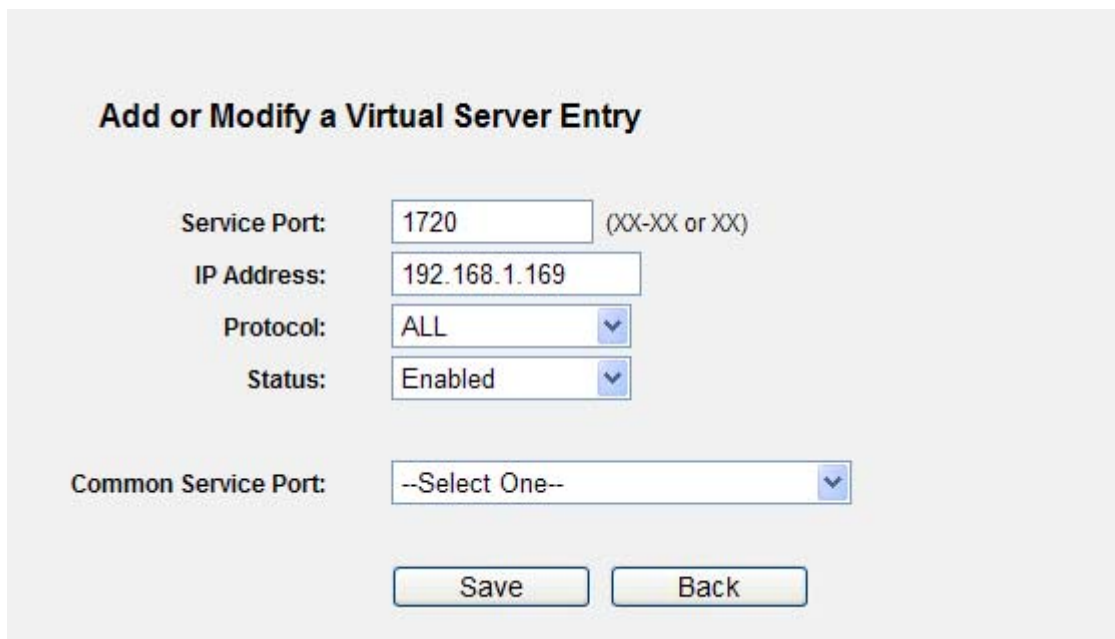 Add or Modify a Virtual Server Entry
Service Port: 1720 (XX-XX or XX)
IP Address: 192.168.1.169
Protocol: ALL
Status: Enabled
Common Service Port: --Select One--
Save Back